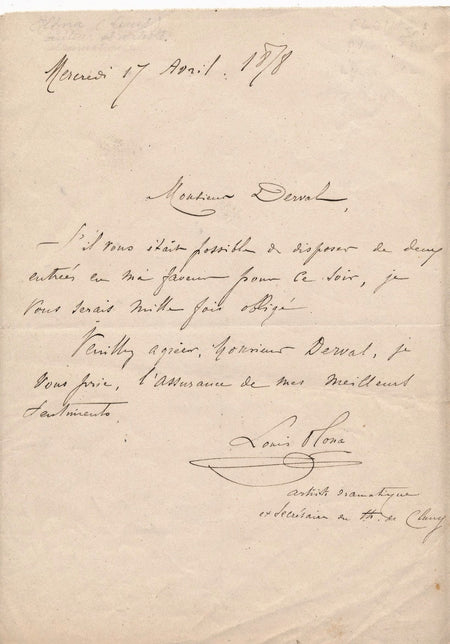 Mercredi 17 Avril 1878
Monsieur Derval,
S'il vous était possible de disposer de deux
entrées en ma faveur pour ce soir, je
vous serais mille fois obligé.
Veuillez agréer, Monsieur Derval, je
vous prie, l'assurance de mes meilleurs
sentiments.
Louis
artiste dramatique
ex Secrétaire au th. de Cluny